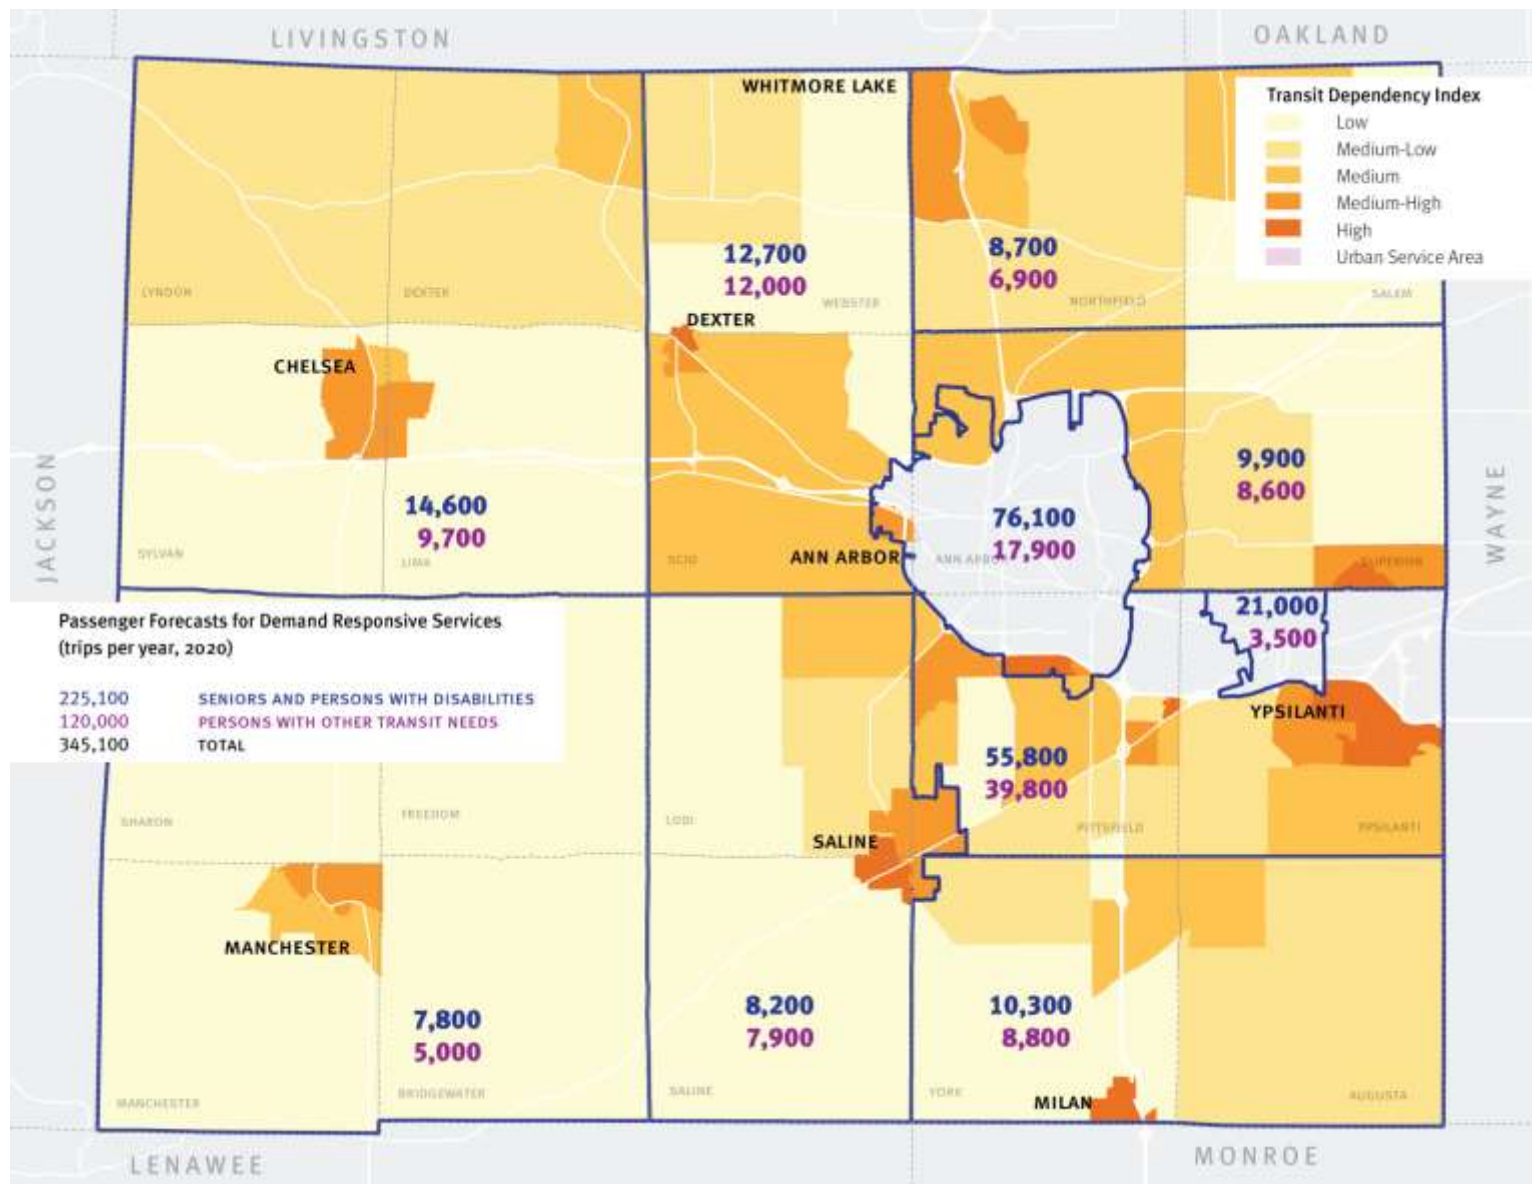 LIVINGSTON
OAKLAND
WHITMORE LAKE
Transit Dependency Index
Low
Medium-Low
Medium
Medium-High
High
Urban Service Area
12,700
12,000
8,700
6,900
LYNDON
DEXTER
WEBSTER
NORTHFIELD
SALEM
DEXTER
CHELSEA
JACKSON
WAYNE
14,600
9,700
9,900
8,600
76,100
17,900
SYLVAN
LIMA
SCIO
ANN ARBOR
ANN ARBOR
SUPERIOR
Passenger Forecasts for Demand Responsive Services
(trips per year, 2020)
225,100 SENIORS AND PERSONS WITH DISABILITIES
120,000 PERSONS WITH OTHER TRANSIT NEEDS
345,100 TOTAL
21,000
3,500
YPSILANTI
55,800
39,800
SHARON
FREEDOM
LODI
PITTSFIELD
YPSILANTI
SALINE
MANCHESTER
7,800
5,000
8,200
7,900
10,300
8,800
MANCHESTER
BRIDGEWATER
SALINE
YORK
MILAN
AUGUSTA
LENAWEE
MONROE